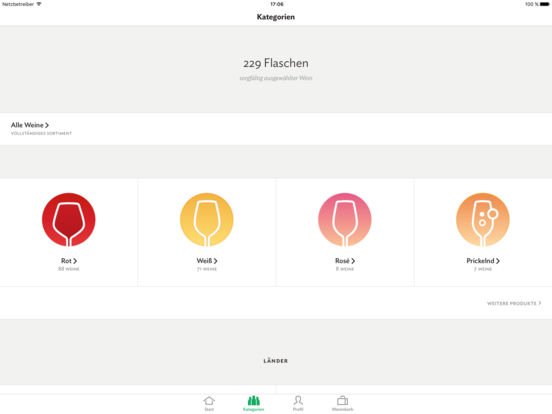 Netzbetreiber
17:06
100 %
Kategorien
229 Flaschen
sorgfältig ausgewählter Wein
Alle Weine >
VOLLSTÄNDIGES SORTIMENT
Rot >
88 WEINE
Weiß >
71 WEINE
Rosé >
8 WEINE
Prickelnd >
7 WEINE
WEITERE PRODUKTE >
LÄNDER
Start
Kategorien
Profil
Warenkorb